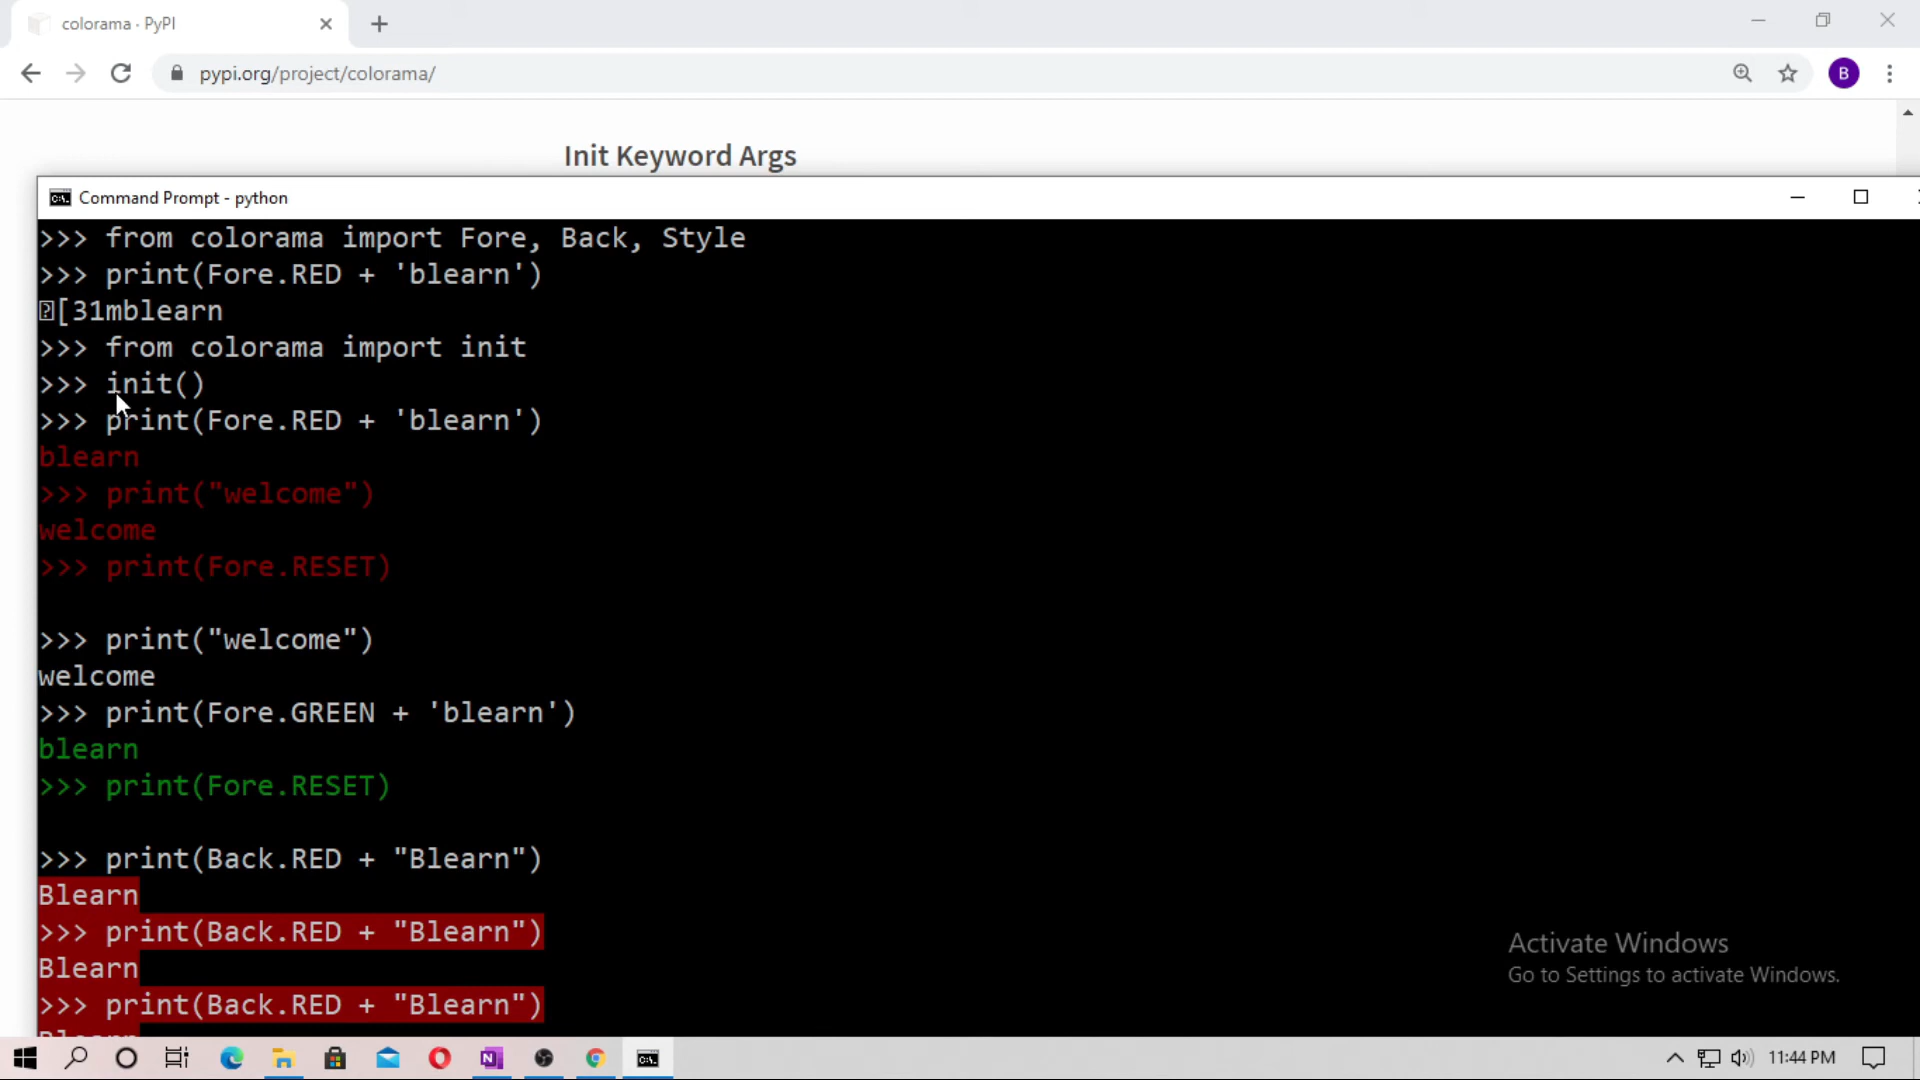 colorama · PyPI
pypi.org/project/colorama/
B
Init Keyword Args
Command Prompt - python
>>> from colorama import Fore, Back, Style
>>> print(Fore.RED + 'blearn')
[31mblearn
>>> from colorama import init
>>> init()
>>> print(Fore.RED + 'blearn')
blearn
>>> print("welcome")
welcome
>>> print(Fore.RESET)
>>> print("welcome")
welcome
>>> print(Fore.GREEN + 'blearn')
blearn
>>> print(Fore.RESET)
>>> print(Back.RED + "Blearn")
Blearn
>>> print(Back.RED + "Blearn")
Blearn
>>> print(Back.RED + "Blearn")
Blearn
Activate Windows
Go to Settings to activate Windows.
11:44 PM